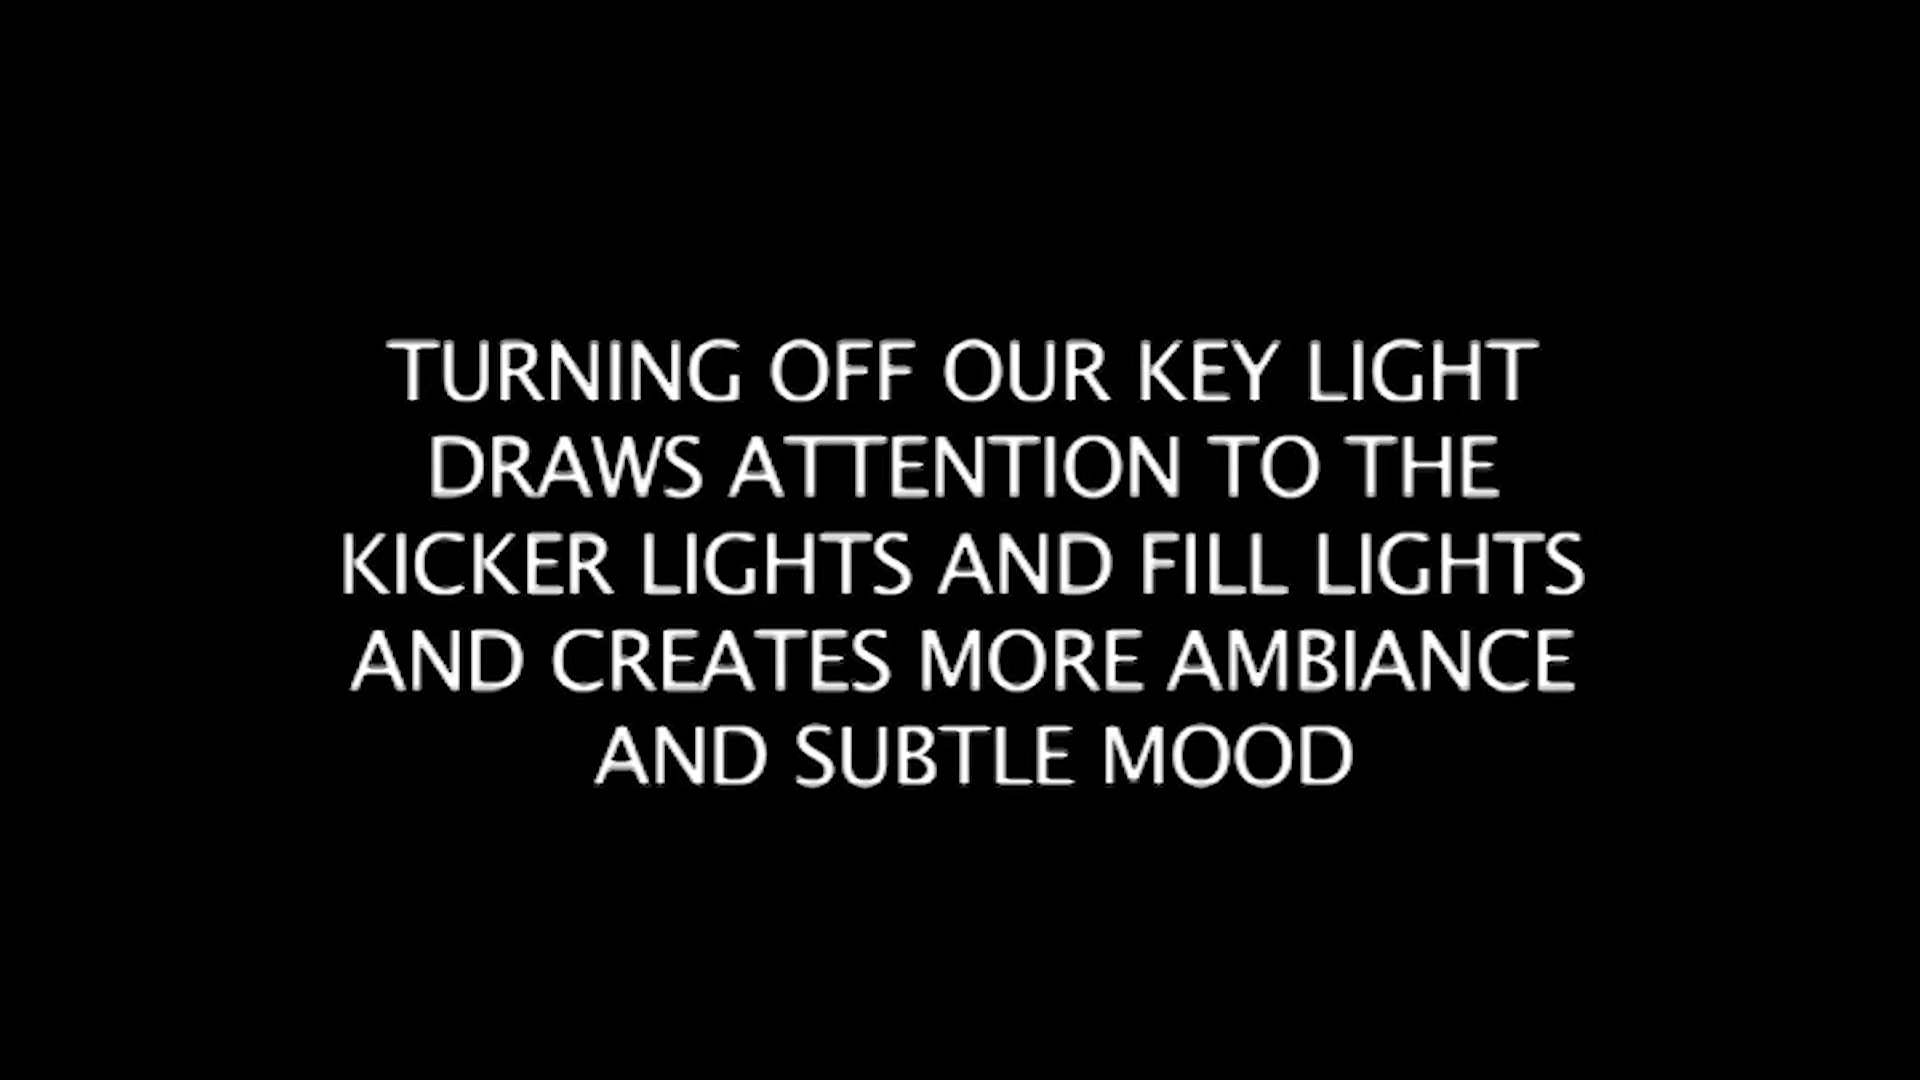 TURNING OFF OUR KEY LIGHT
DRAWS ATTENTION TO THE
KICKER LIGHTS AND FILL LIGHTS
AND CREATES MORE AMBIANCE
AND SUBTLE MOOD